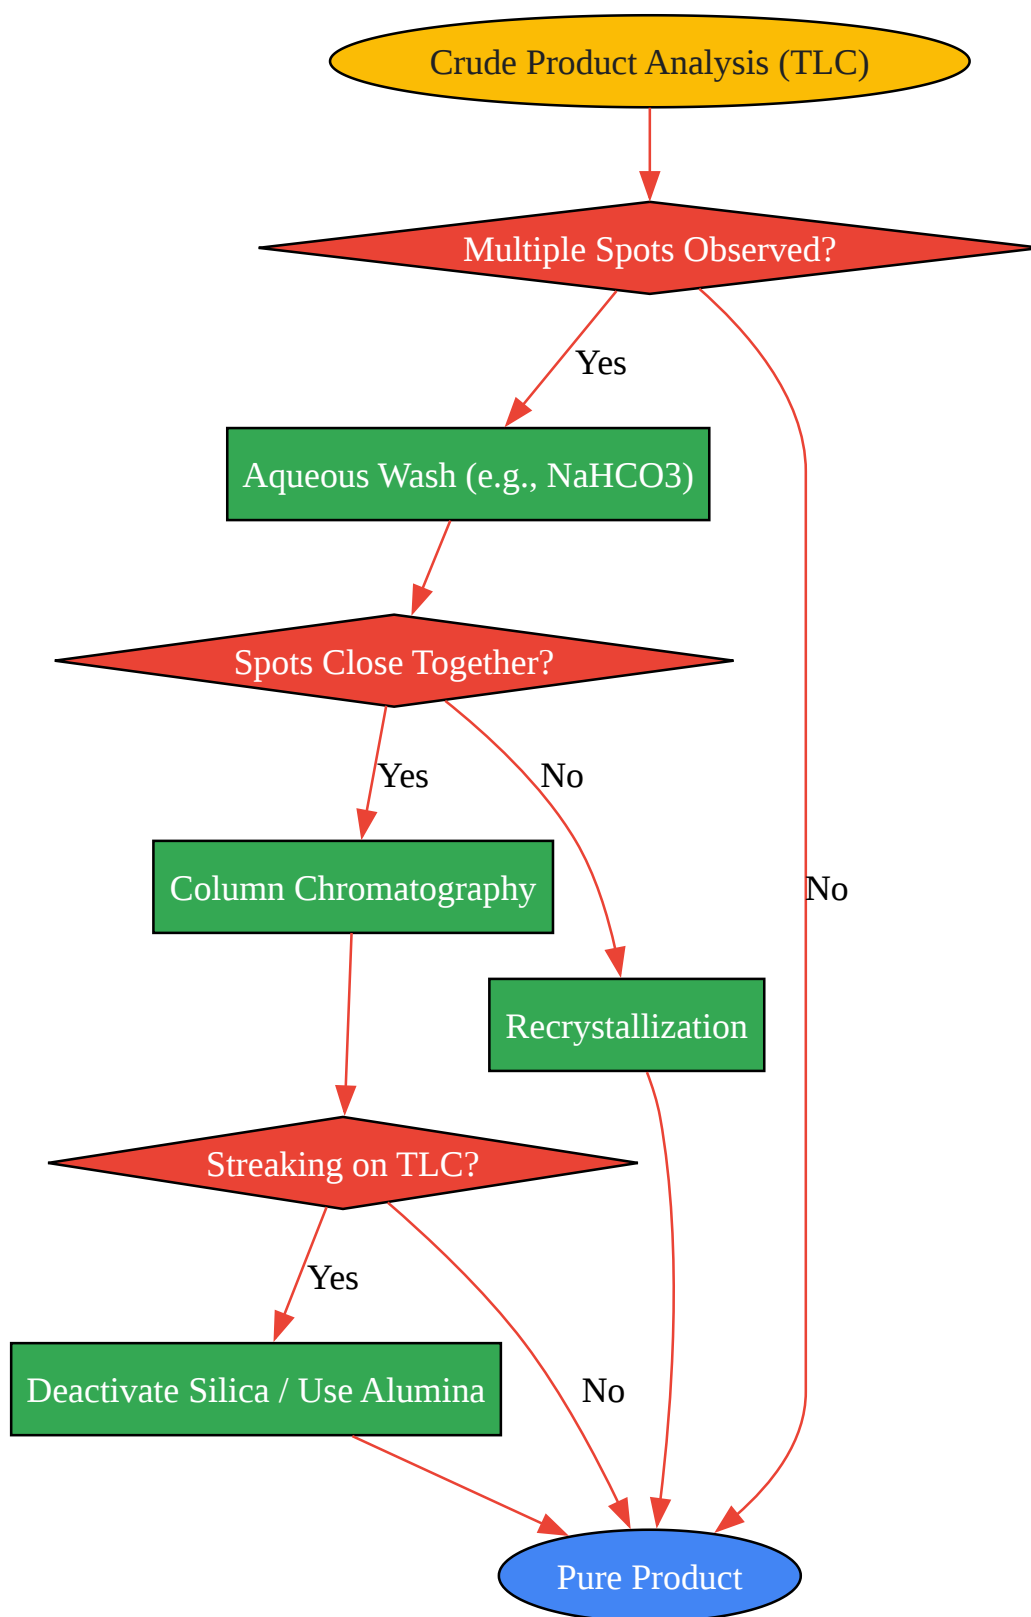 Crude Product Analysis (TLC)
Multiple Spots Observed?
Yes
Aqueous Wash (e.g., NaHCO3)
Spots Close Together?
Yes
No
Column Chromatography
No
Recrystallization
Streaking on TLC?
Yes
Deactivate Silica / Use Alumina
No
Pure Product